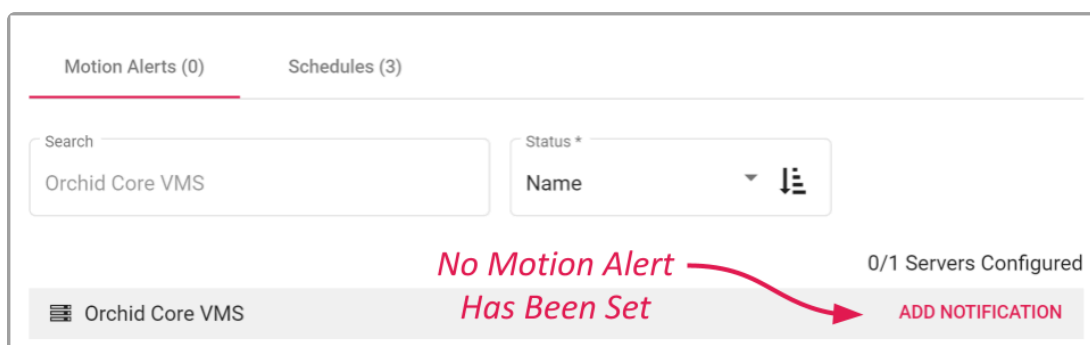 Motion Alerts (0) Schedules (3)
Search
Orchid Core VMS
Status *
Name
No Motion Alert
Has Been Set
0/1 Servers Configured
Orchid Core VMS
ADD NOTIFICATION